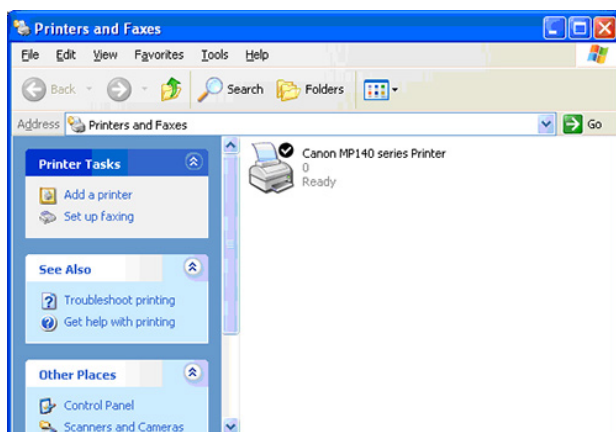 Printers and Faxes
File Edit View Favorites Tools Help
Back Search Folders
Address Printers and Faxes Go
Printer Tasks
Add a printer
Set up faxing
See Also
Troubleshoot printing
Get help with printing
Other Places
Control Panel
Scanners and Cameras
Canon MP140 series Printer
0
Ready